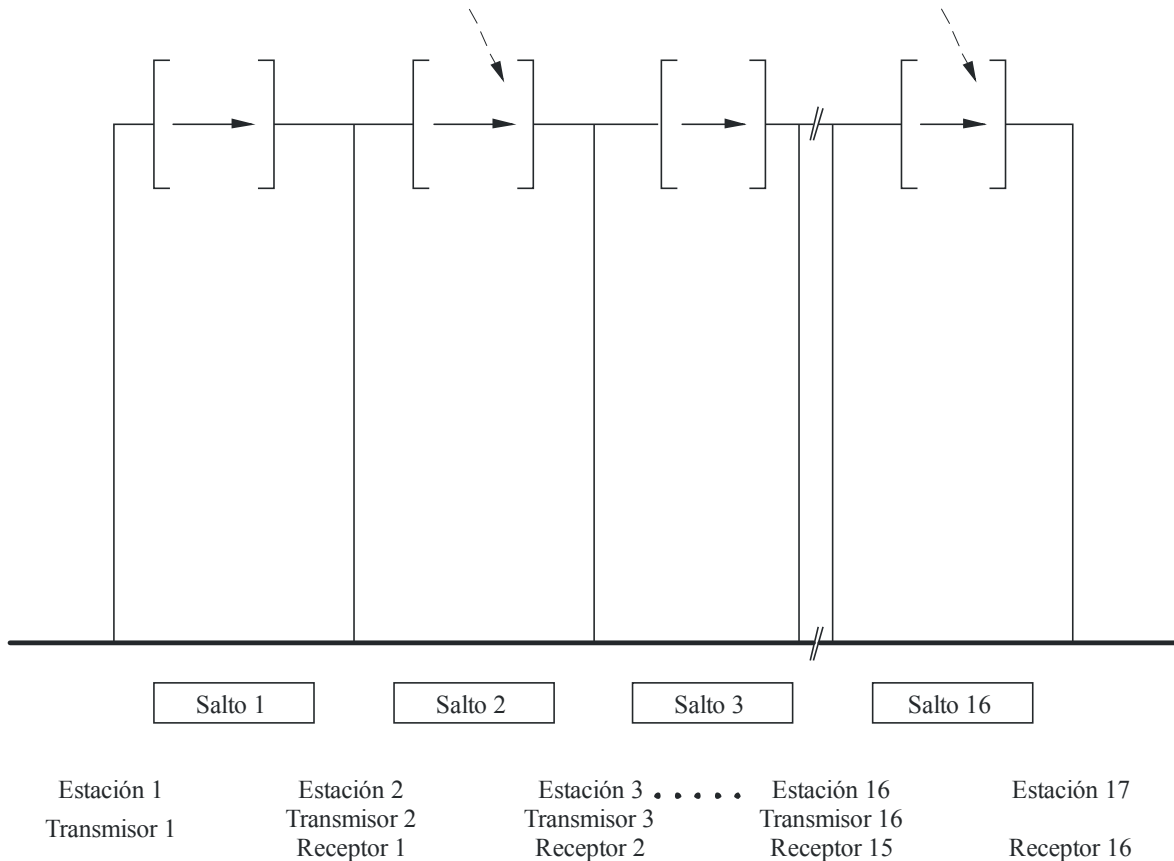 Salto 1 Salto 2 Salto 3 Salto 16
Estación 1 Estación 2 Estación 3 ..... Estación 16 Estación 17
Transmisor 1 Transmisor 2 Transmisor 3 Transmisor 16
Receptor 1 Receptor 2 Receptor 15 Receptor 16